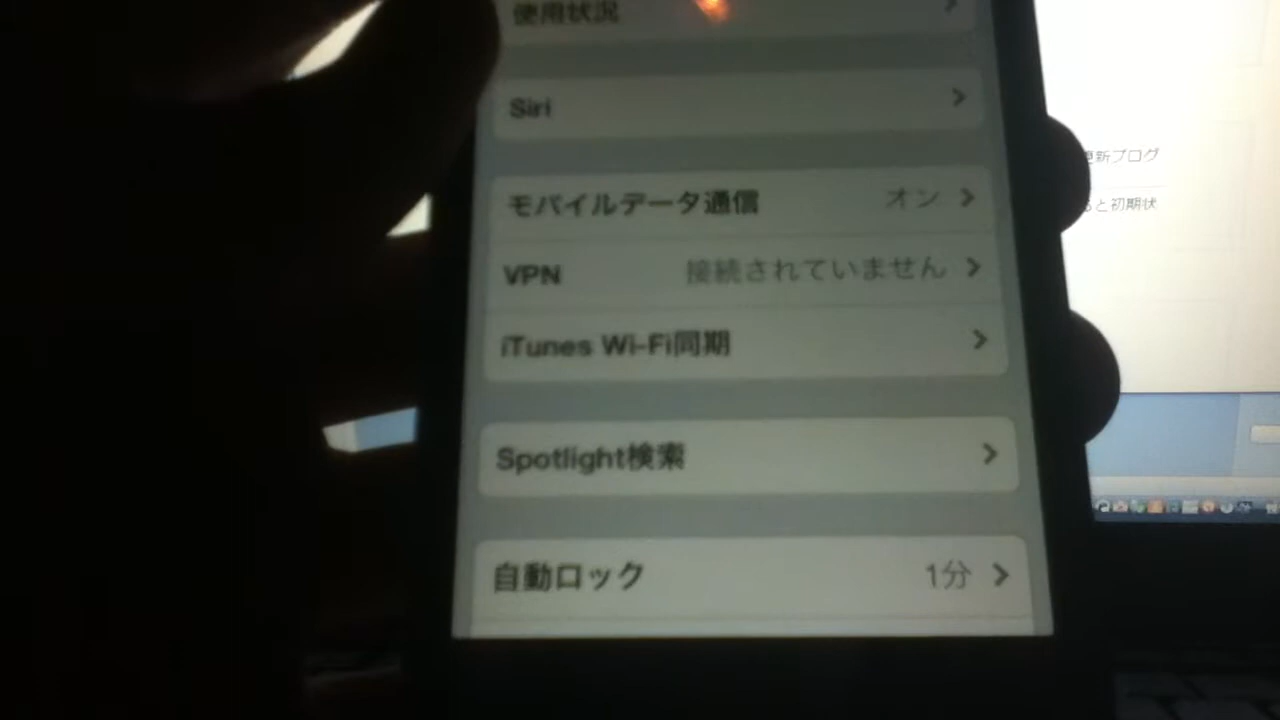 使用状況
Siri
モバイルデータ通信 オン
VPN 接続されていません
iTunes Wi-Fi同期
Spotlight検索
自動ロック 1分
更新ブログ
と初期状